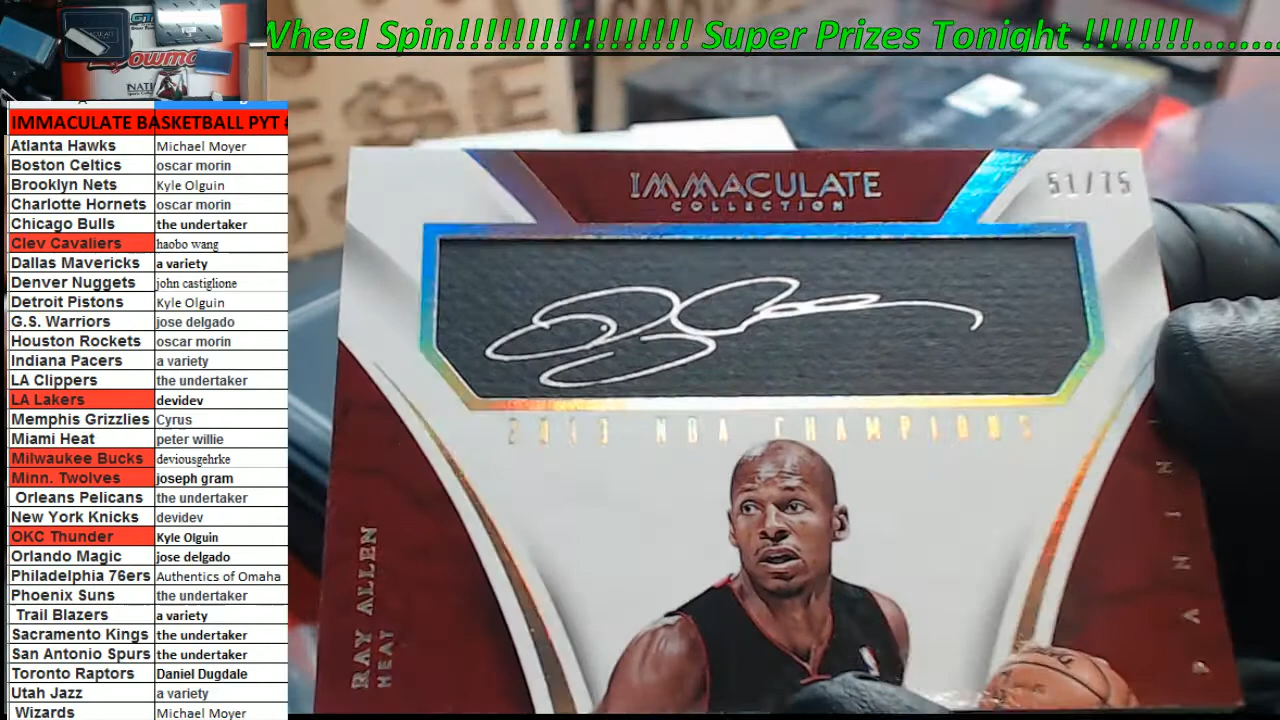 Wheel Spin!!!!!!!!!!!!!!!!! Super Prizes Tonight !!!!!!!!.........
IMMACULATE BASKETBALL PYT #
Atlanta Hawks Michael Moyer
Boston Celtics oscar morin
Brooklyn Nets Kyle Olguin
Charlotte Hornets oscar morin
Chicago Bulls the undertaker
Clev Cavaliers haobo wang
Dallas Mavericks a variety
Denver Nuggets john castiglione
Detroit Pistons Kyle Olguin
G.S. Warriors jose delgado
Houston Rockets oscar morin
Indiana Pacers a variety
LA Clippers the undertaker
LA Lakers devidev
Memphis Grizzlies Cyrus
Miami Heat peter willie
Milwaukee Bucks deviousgehrke
Minn. Twolves joseph gram
Orleans Pelicans the undertaker
New York Knicks devidev
OKC Thunder Kyle Olguin
Orlando Magic jose delgado
Philadelphia 76ers Authentics of Omaha
Phoenix Suns the undertaker
Trail Blazers a variety
Sacramento Kings the undertaker
San Antonio Spurs the undertaker
Toronto Raptors Daniel Dugdale
Utah Jazz a variety
Wizards Michael Moyer
IMMACULATE
COLLECTION
51/75
2013 NBA CHAMPIONS
RAY ALLEN
HEAT
PANINI